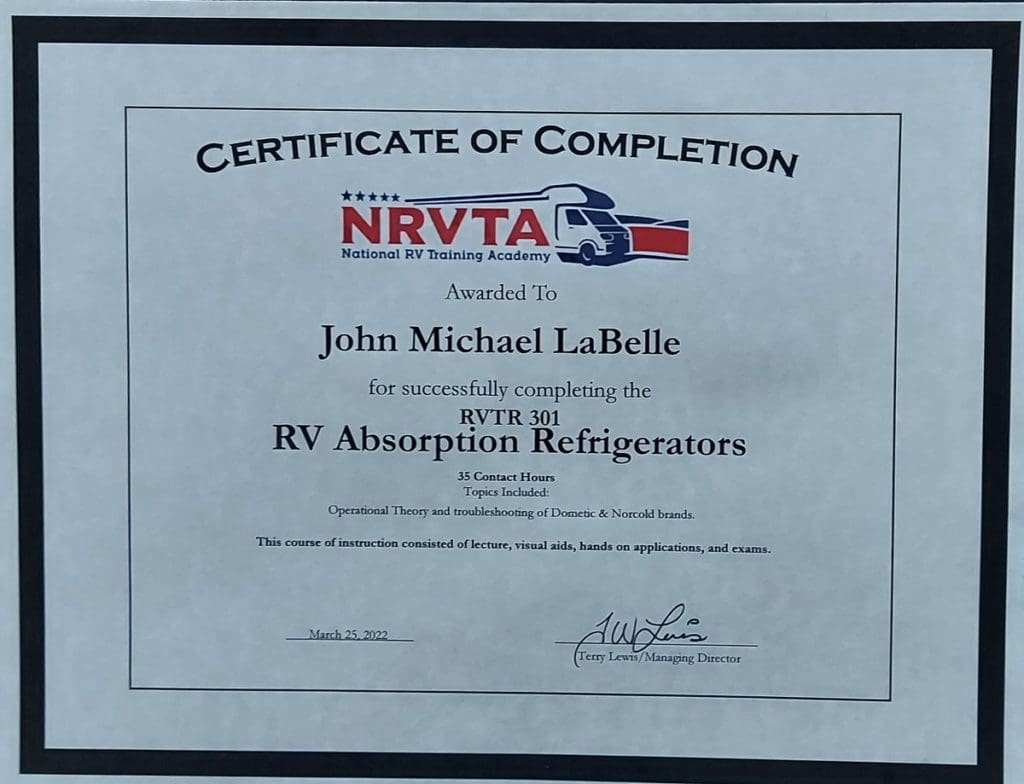 CERTIFICATE OF COMPLETION
NRVTA
National RV Training Academy
Awarded To
John Michael LaBelle
for successfully completing the
RVTR 301
RV Absorption Refrigerators
35 Contact Hours
Topics Included:
Operational Theory and troubleshooting of Dometic & Norcold brands.
This course of instruction consisted of lecture, visual aids, hands on applications, and exams.
March 25, 2022
TW Lewis
Terry Lewis/Managing Director